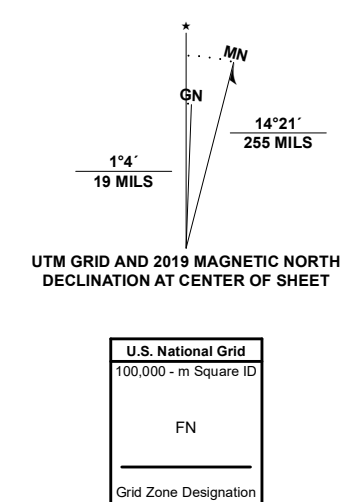 ★
MN
GN
14°21´
255 MILS
1°4´
19 MILS
UTM GRID AND 2019 MAGNETIC NORTH
DECLINATION AT CENTER OF SHEET
U.S. National Grid
100,000 - m Square ID
FN
Grid Zone Designation